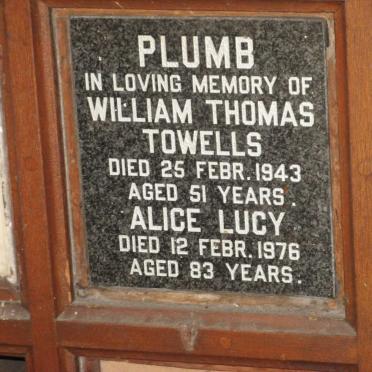 PLUMB
IN LOVING MEMORY OF
WILLIAM THOMAS
TOWELLS
DIED 25 FEBR. 1943
AGED 51 YEARS.
ALICE LUCY
DIED 12 FEBR. 1976
AGED 83 YEARS.